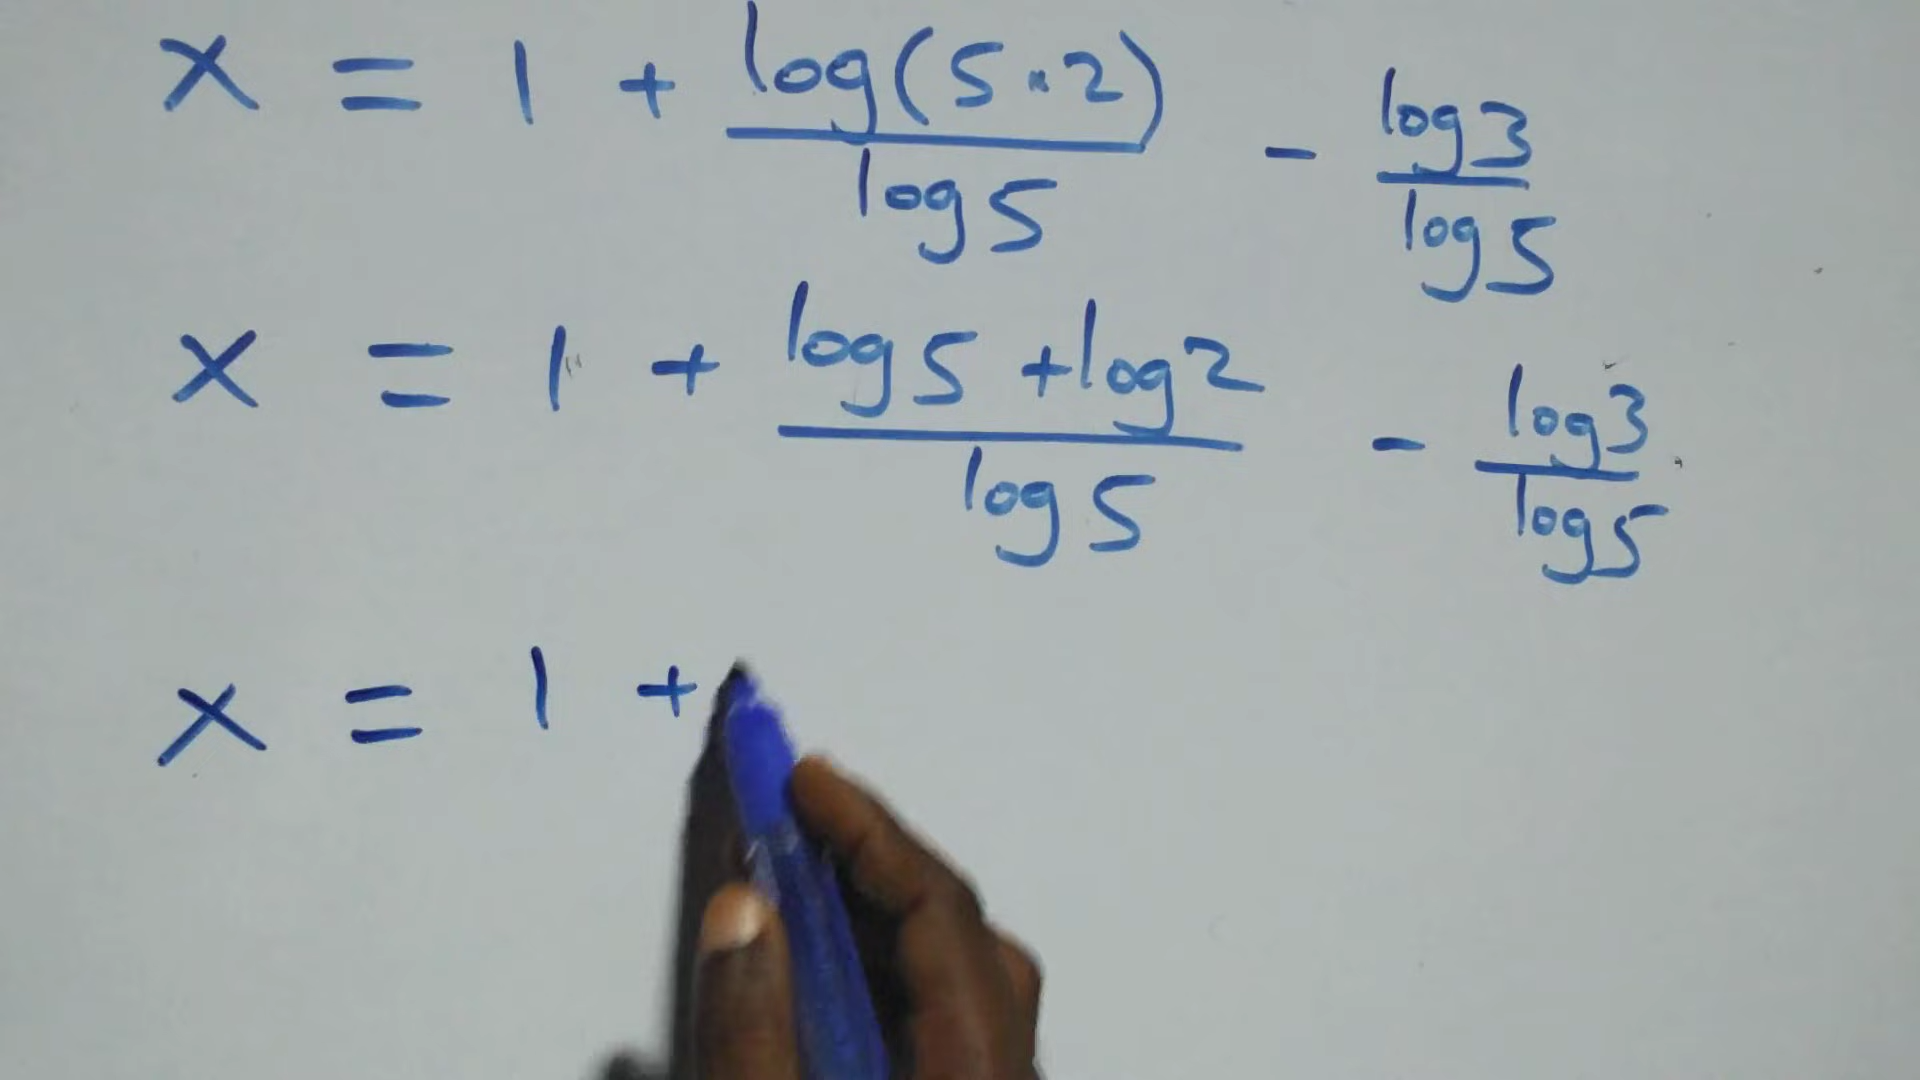 x = 1 + log(5·2)/log5 - log3/log5
x = 1 + (log5 + log2)/log5 - log3/log5
x = 1 +